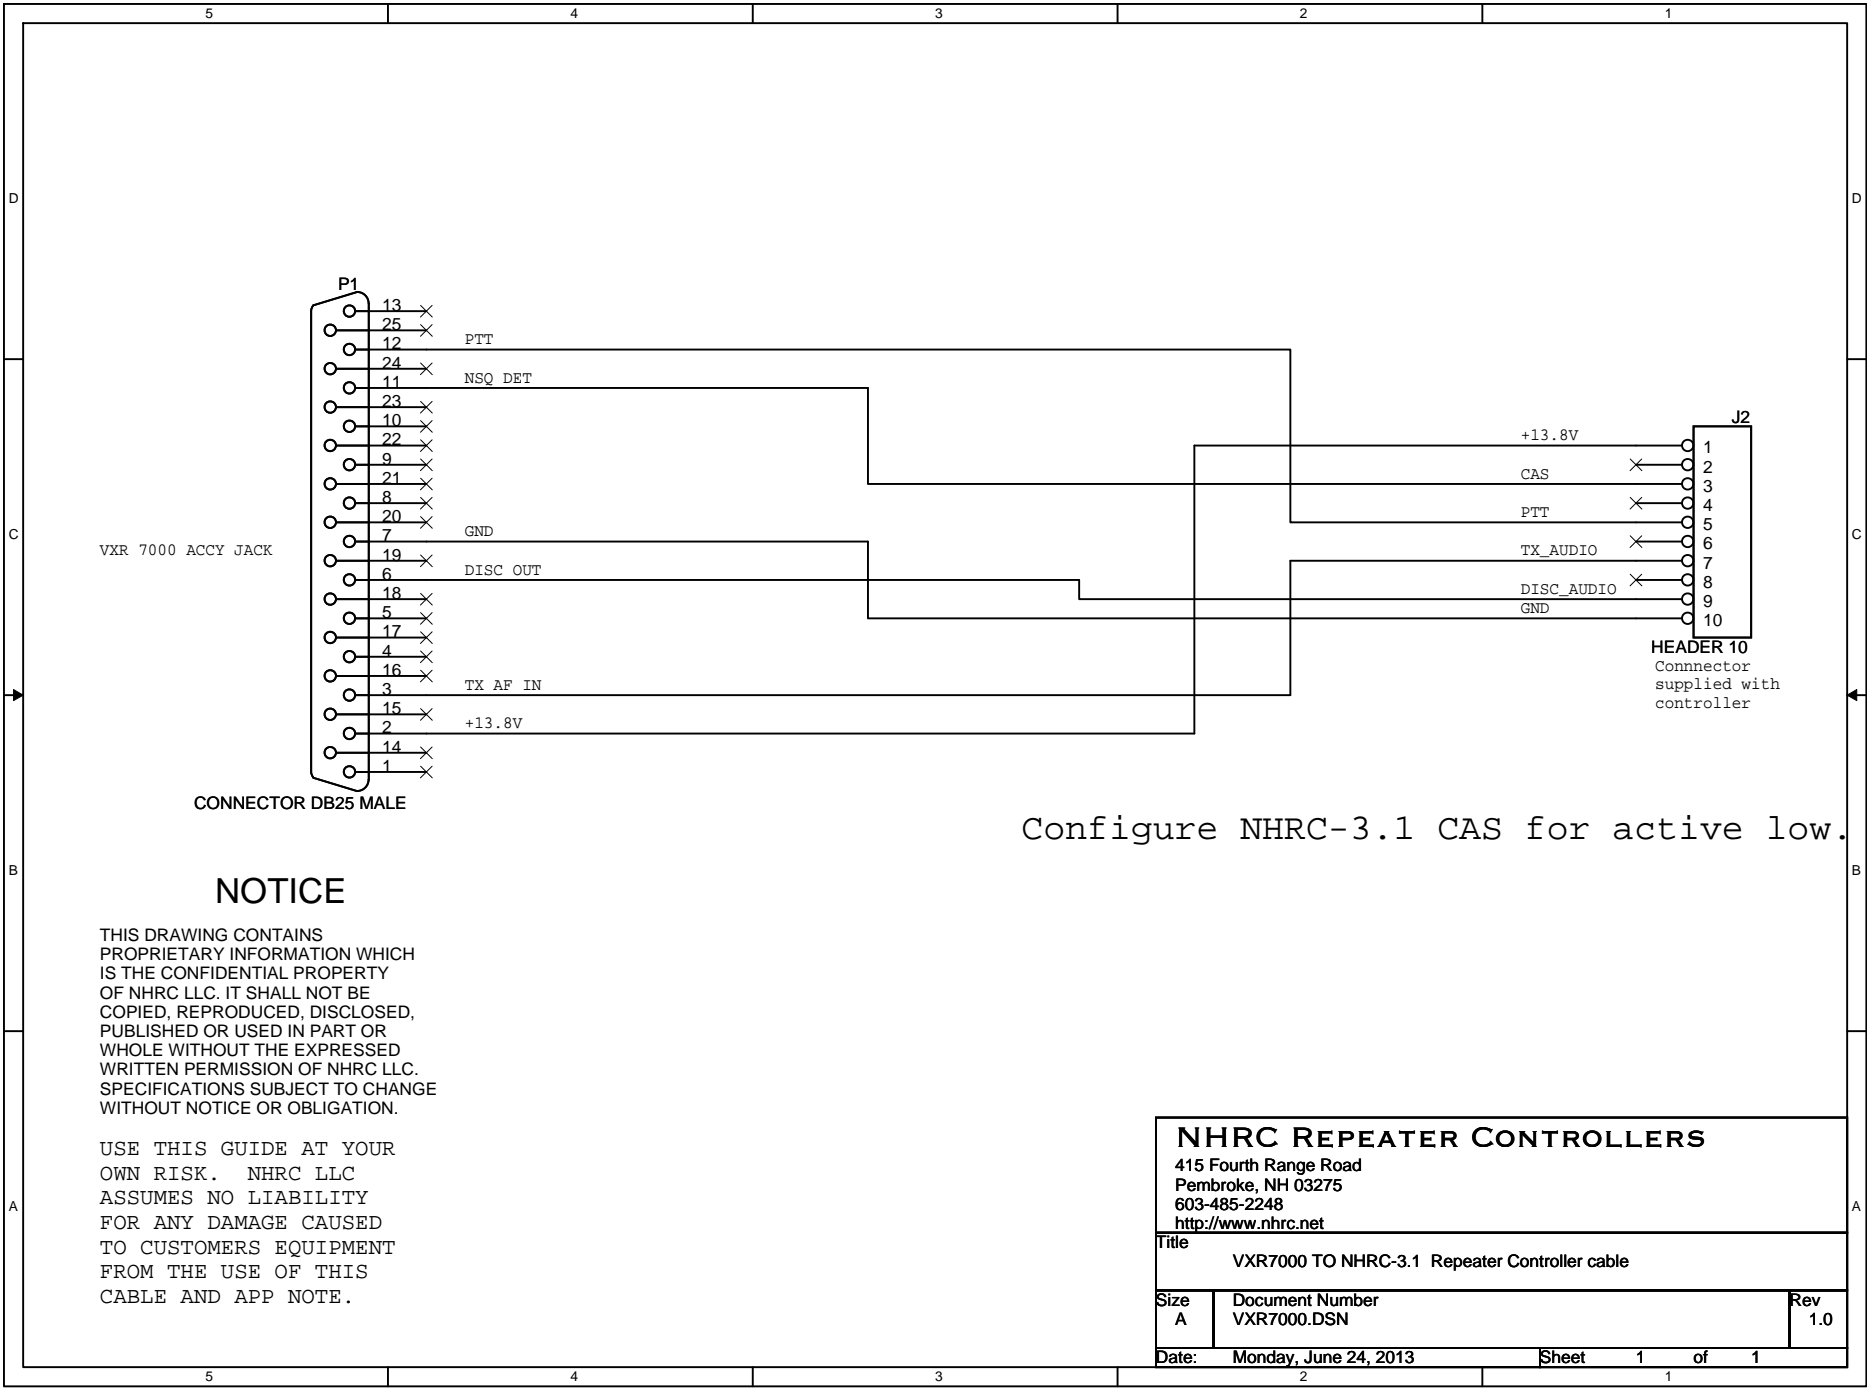 5 4 3 2 1
D D
P1
13
25
12 PTT
24
11 NSQ DET
23
10
22
9
21
8
20
7 GND
19
6 DISC OUT
18
5
17
4
16
3 TX AF IN
15
2 +13.8V
14
1
VXR 7000 ACCY JACK
CONNECTOR DB25 MALE
J2
+13.8V 1
2
CAS 3
4
PTT 5
6
TX_AUDIO 7
8
DISC_AUDIO 9
GND 10
HEADER 10
Connnector
supplied with
controller
C C
Configure NHRC-3.1 CAS for active low.
B B
NOTICE
THIS DRAWING CONTAINS
PROPRIETARY INFORMATION WHICH
IS THE CONFIDENTIAL PROPERTY
OF NHRC LLC. IT SHALL NOT BE
COPIED, REPRODUCED, DISCLOSED,
PUBLISHED OR USED IN PART OR
WHOLE WITHOUT THE EXPRESSED
WRITTEN PERMISSION OF NHRC LLC.
SPECIFICATIONS SUBJECT TO CHANGE
WITHOUT NOTICE OR OBLIGATION.
USE THIS GUIDE AT YOUR
OWN RISK. NHRC LLC
ASSUMES NO LIABILITY
FOR ANY DAMAGE CAUSED
TO CUSTOMERS EQUIPMENT
FROM THE USE OF THIS
CABLE AND APP NOTE.
A A
NHRC REPEATER CONTROLLERS
415 Fourth Range Road
Pembroke, NH 03275
603-485-2248
http://www.nhrc.net
Title
VXR7000 TO NHRC-3.1 Repeater Controller cable
Size Document Number Rev
A VXR7000.DSN 1.0
Date: Monday, June 24, 2013 Sheet 1 of 1
5 4 3 2 1